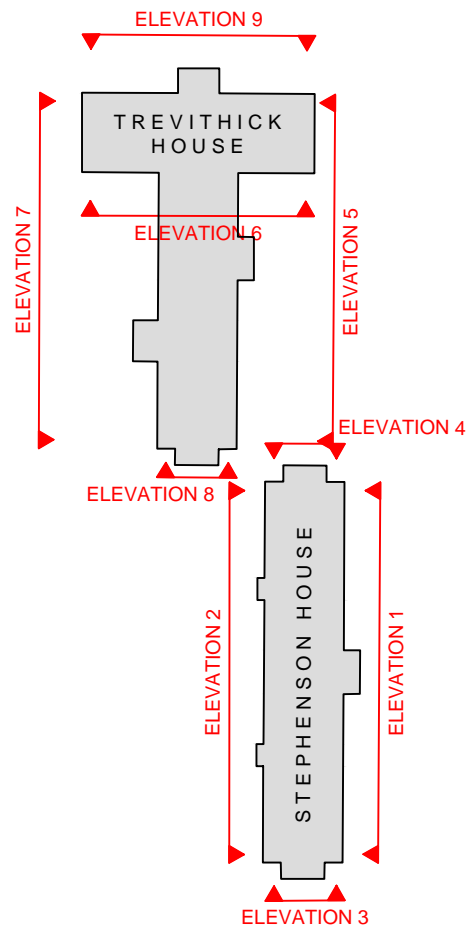 ELEVATION 9
TREVITHICK
HOUSE
ELEVATION 7
ELEVATION 6
ELEVATION 5
ELEVATION 4
ELEVATION 8
ELEVATION 2
STEPHENSON HOUSE
ELEVATION 1
ELEVATION 3